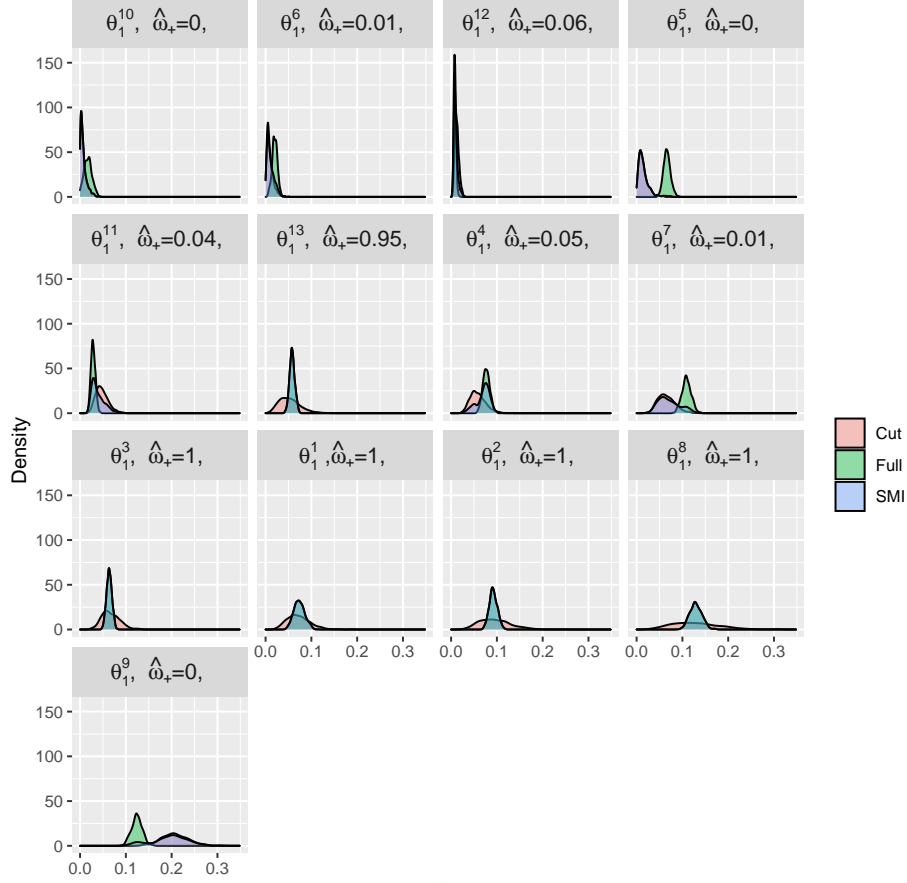 θ₁¹⁰, ω̂₊=0,
θ₁⁶, ω̂₊=0.01,
θ₁¹², ω̂₊=0.06,
θ₁⁵, ω̂₊=0,
150
100
50
0
θ₁¹¹, ω̂₊=0.04,
θ₁¹³, ω̂₊=0.95,
θ₁⁴, ω̂₊=0.05,
θ₁⁷, ω̂₊=0.01,
150
100
50
0
Density
Cut
Full
SMI
θ₁³, ω̂₊=1,
θ₁¹ ,ω̂₊=1,
θ₁², ω̂₊=1,
θ₁⁸, ω̂₊=1,
150
100
50
0
0.0 0.1 0.2 0.3
0.0 0.1 0.2 0.3
0.0 0.1 0.2 0.3
θ₁⁹, ω̂₊=0,
150
100
50
0
0.0 0.1 0.2 0.3